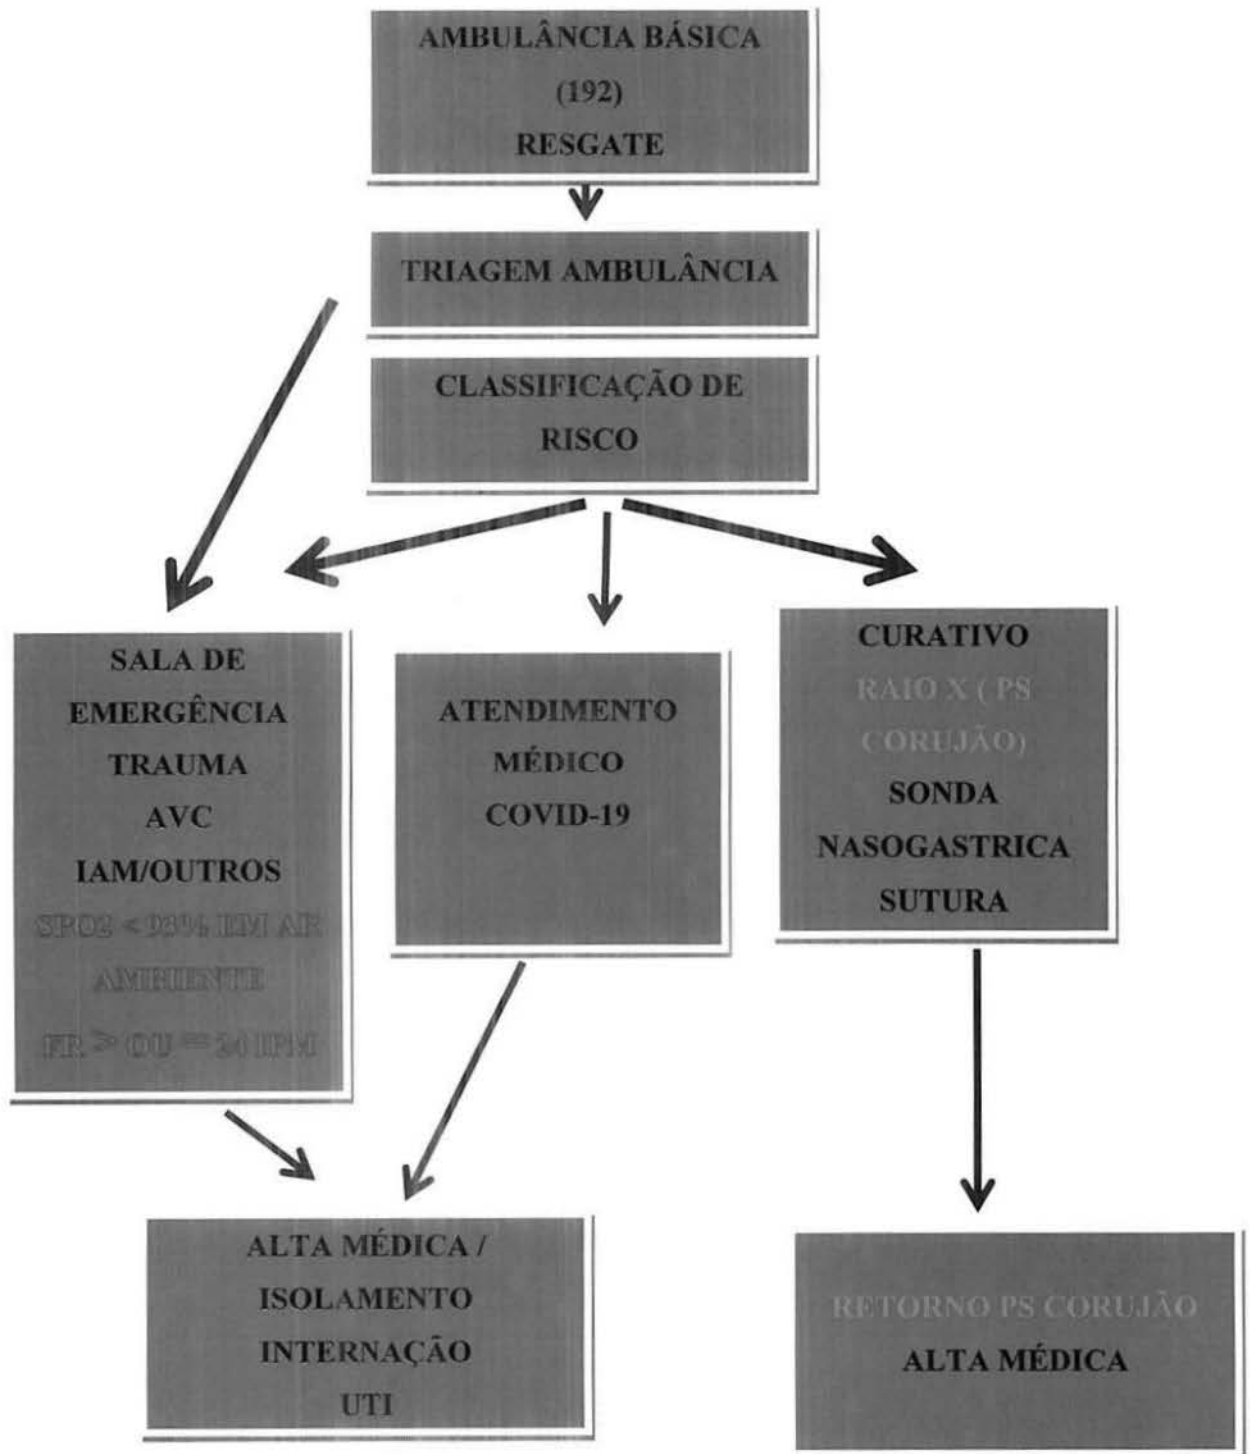 AMBULÂNCIA BÁSICA
(192)
RESGATE
TRIAGEM AMBULÂNCIA
CLASSIFICAÇÃO DE
RISCO
SALA DE
EMERGÊNCIA
TRAUMA
AVC
IAM/OUTROS
SPO2 < 93% EM AR
AMBIENTE
FR > OU = 24 IPM
ATENDIMENTO
MÉDICO
COVID-19
CURATIVO
RAIO X ( PS
CORUJÃO)
SONDA
NASOGASTRICA
SUTURA
ALTA MÉDICA /
ISOLAMENTO
INTERNAÇÃO
UTI
RETORNO PS CORUJÃO
ALTA MÉDICA